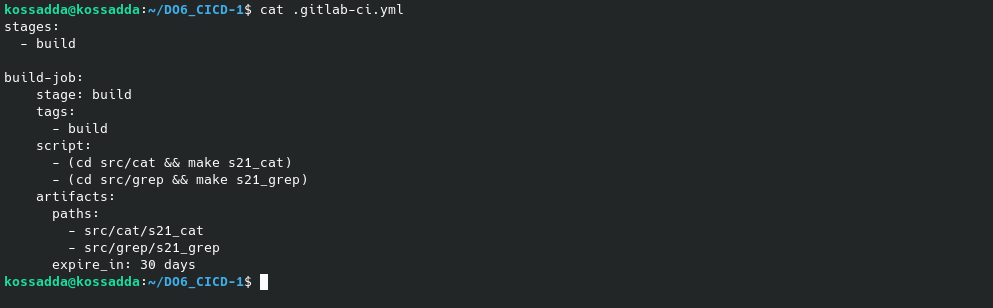 kossadda@kossadda:~/DO6_CICD-1$ cat .gitlab-ci.yml
stages:
  - build

build-job:
    stage: build
    tags:
      - build
    script:
      - (cd src/cat && make s21_cat)
      - (cd src/grep && make s21_grep)
    artifacts:
      paths:
        - src/cat/s21_cat
        - src/grep/s21_grep
      expire_in: 30 days
kossadda@kossadda:~/DO6_CICD-1$